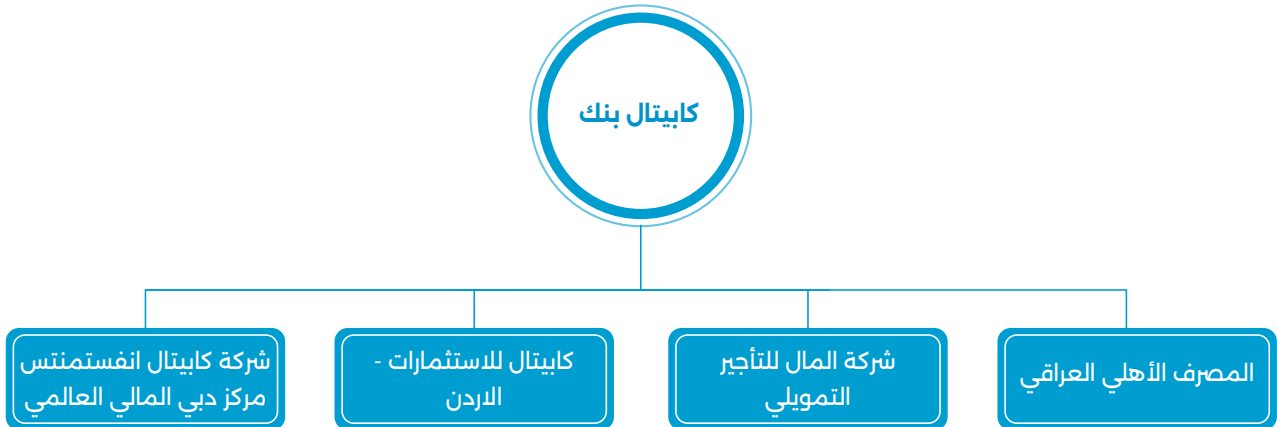 كابيتال بنك
المصرف الأهلي العراقي
شركة المال للتأجير
التمويلي
كابيتال للاستثمارات -
الاردن
شركة كابيتال انفستمنتس
مركز دبي المالي العالمي